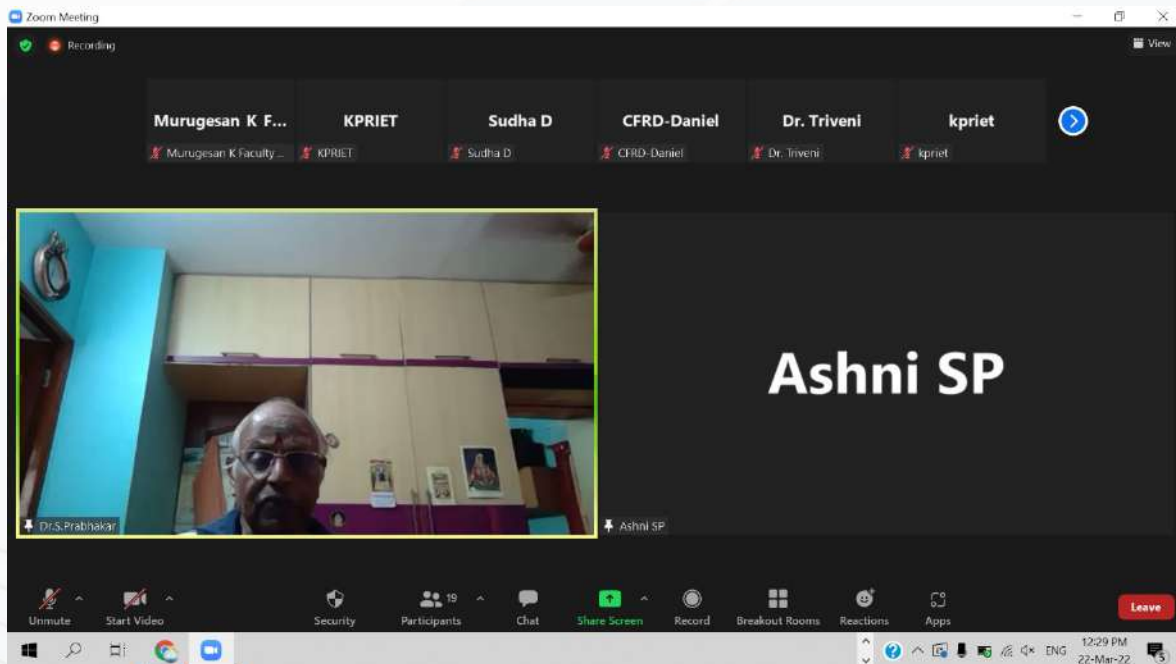 Zoom Meeting
Recording
View
Murugesan K F...
KPRIET
Sudha D
CFRD-Daniel
Dr. Triveni
kpriet
Murugesan K Faculty ...
KPRIET
Sudha D
CFRD-Daniel
Dr. Triveni
kpriet
Ashni SP
Dr.S.Prabhakar
Ashni SP
19
Unmute
Start Video
Security
Participants
Chat
Share Screen
Record
Breakout Rooms
Reactions
Apps
Leave
ENG
12:29 PM
22-Mar-22
5